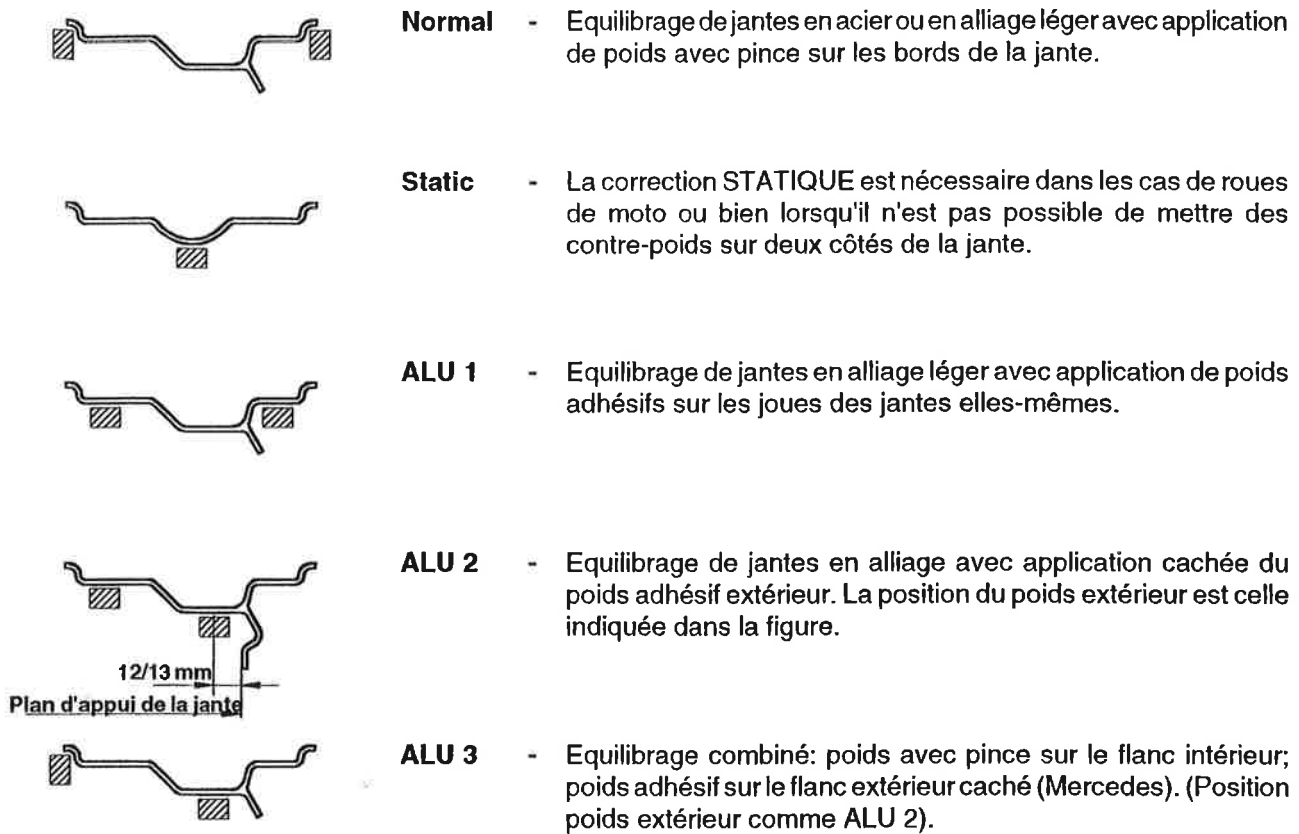 Normal - Equilibrage de jantes en acier ou en alliage léger avec application
de poids avec pince sur les bords de la jante.
Static - La correction STATIQUE est nécessaire dans les cas de roues
de moto ou bien lorsqu'il n'est pas possible de mettre des
contre-poids sur deux côtés de la jante.
ALU 1 - Equilibrage de jantes en alliage léger avec application de poids
adhésifs sur les joues des jantes elles-mêmes.
ALU 2 - Equilibrage de jantes en alliage avec application cachée du
poids adhésif extérieur. La position du poids extérieur est celle
indiquée dans la figure.
12/13 mm
Plan d'appui de la jante
ALU 3 - Equilibrage combiné: poids avec pince sur le flanc intérieur;
poids adhésif sur le flanc extérieur caché (Mercedes). (Position
poids extérieur comme ALU 2).